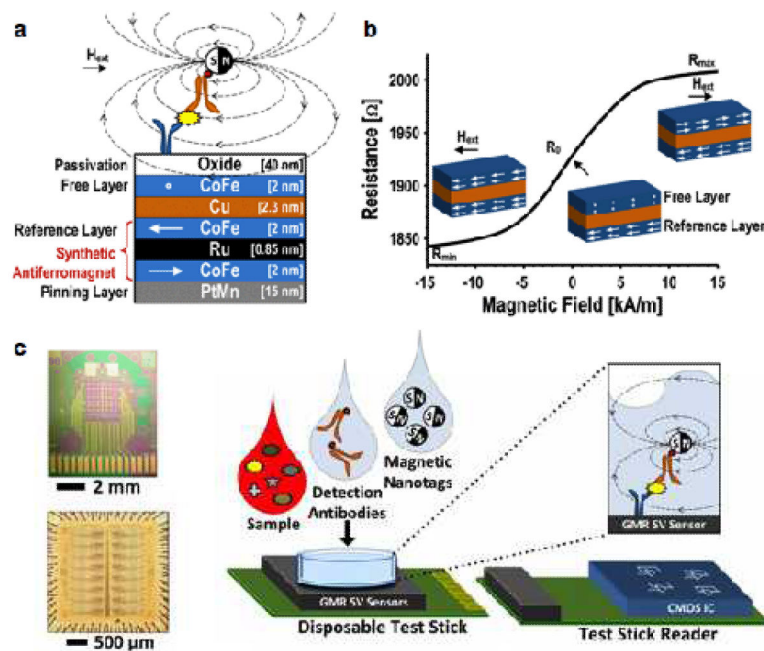 a
H_ext
S N
Passivation Oxide [40 nm]
Free Layer CoFe [2 nm]
Cu [2.3 nm]
Reference Layer CoFe [2 nm]
Synthetic Ru [0.85 nm]
Antiferromagnet CoFe [2 nm]
Pinning Layer PtMn [15 nm]
b
Resistance [Ω]
2000
1950
1900
1850
R_max
H_ext
H_ext
R_0
Free Layer
Reference Layer
R_min
-15 -10 -5 0 5 10 15
Magnetic Field [kA/m]
c
2 mm
500 µm
Sample
Detection
Antibodies
Magnetic
Nanotags
S N
S N
S N
S N
GMR SV Sensors
Disposable Test Stick
S N
GMR SV Sensor
CMOS IC
Test Stick Reader